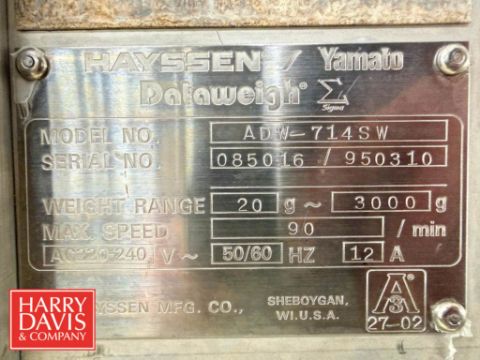 HAYSSEN / Yamato
Dataweigh® Σ
Sigma
MODEL NO. ADW-714SW
SERIAL NO. 085016 / 950310
WEIGHT RANGE 20 g ~ 3000 g
MAX. SPEED 90 / min
AC220-240 V~ 50/60 HZ 12 A
HAYSSEN MFG. CO., SHEBOYGAN,
WI. U.S.A.
A
3
27-02
HARRY
DAVIS
& COMPANY